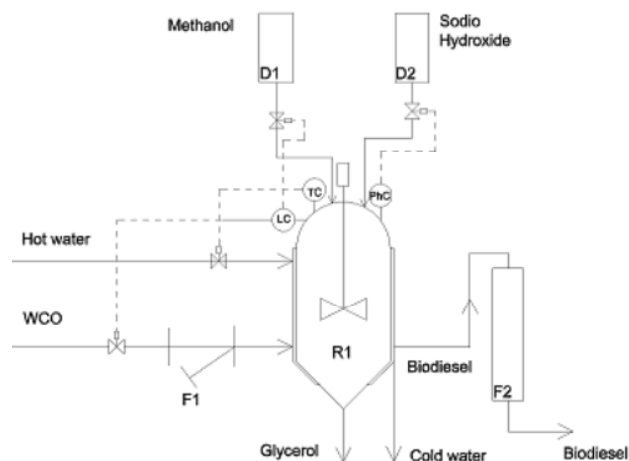 Methanol
Sodio
Hydroxide
D1
D2
TC
PhC
LC
Hot water
WCO
R1
F1
Biodiesel
F2
Glycerol
Cold water
Biodiesel